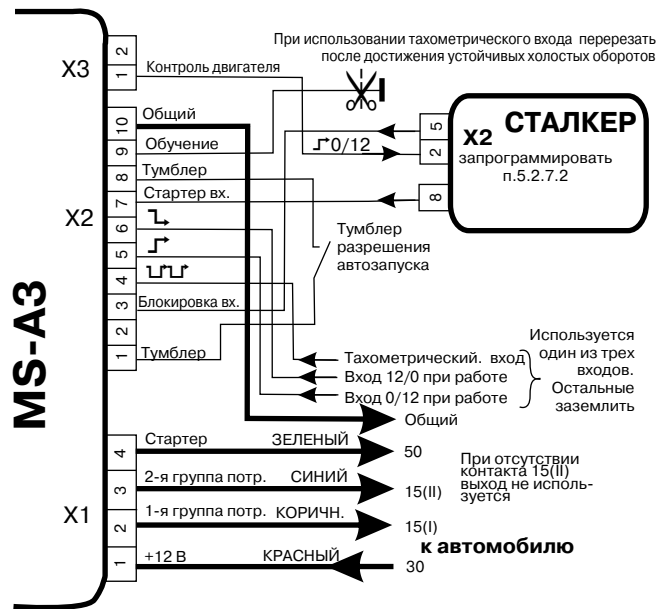 При использовании тахометрического входа перерезать
после достижения устойчивых холостых оборотов
MS-A3
X3
2
1
Контроль двигателя
X2
10
Общий
9
Обучение
8
Тумблер
7
Стартер вх.
6
5
4
3
Блокировка вх.
2
1
Тумблер
0/12
5
2
8
X2 СТАЛКЕР
запрограммировать
п.5.2.7.2
Тумблер
разрешения
автозапуска
Тахометрический. вход
Вход 12/0 при работе
Вход 0/12 при работе
Общий
Используется
один из трех
входов.
Остальные
заземлить
X1
4
Стартер ЗЕЛЕНЫЙ 50
3
2-я группа потр. СИНИЙ 15(II)
2
1-я группа потр. КОРИЧН. 15(I)
1
+12 В КРАСНЫЙ 30
При отсутствии
контакта 15(II)
выход не исполь-
зуется
к автомобилю